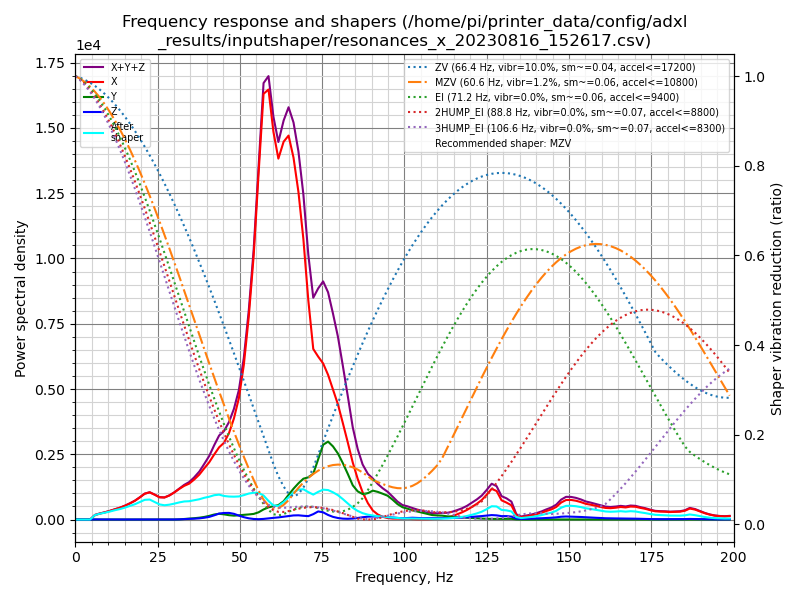 Frequency response and shapers (/home/pi/printer_data/config/adxl
_results/inputshaper/resonances_x_20230816_152617.csv)
1e4
X+Y+Z
X
Y
Z
After
shaper
ZV (66.4 Hz, vibr=10.0%, sm~=0.04, accel<=17200)
MZV (60.6 Hz, vibr=1.2%, sm~=0.06, accel<=10800)
EI (71.2 Hz, vibr=0.0%, sm~=0.06, accel<=9400)
2HUMP_EI (88.8 Hz, vibr=0.0%, sm~=0.07, accel<=8800)
3HUMP_EI (106.6 Hz, vibr=0.0%, sm~=0.07, accel<=8300)
Recommended shaper: MZV
Power spectral density
1.75
1.50
1.25
1.00
0.75
0.50
0.25
0.00
1.0
0.8
0.6
0.4
0.2
0.0
Shaper vibration reduction (ratio)
0 25 50 75 100 125 150 175 200
Frequency, Hz